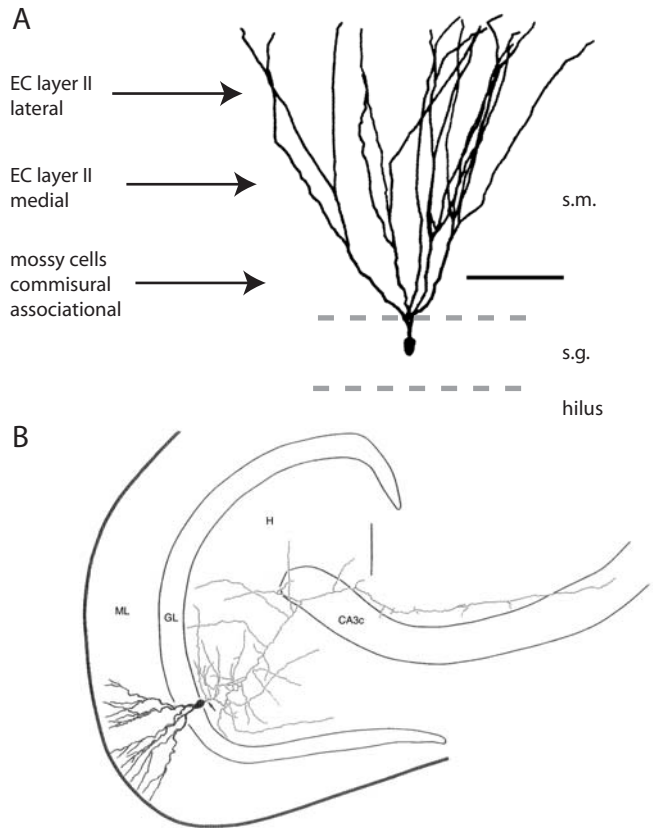 A
EC layer II
lateral
EC layer II
medial
s.m.
mossy cells
commisural
associational
s.g.
hilus
B
H
ML
GL
CA3c